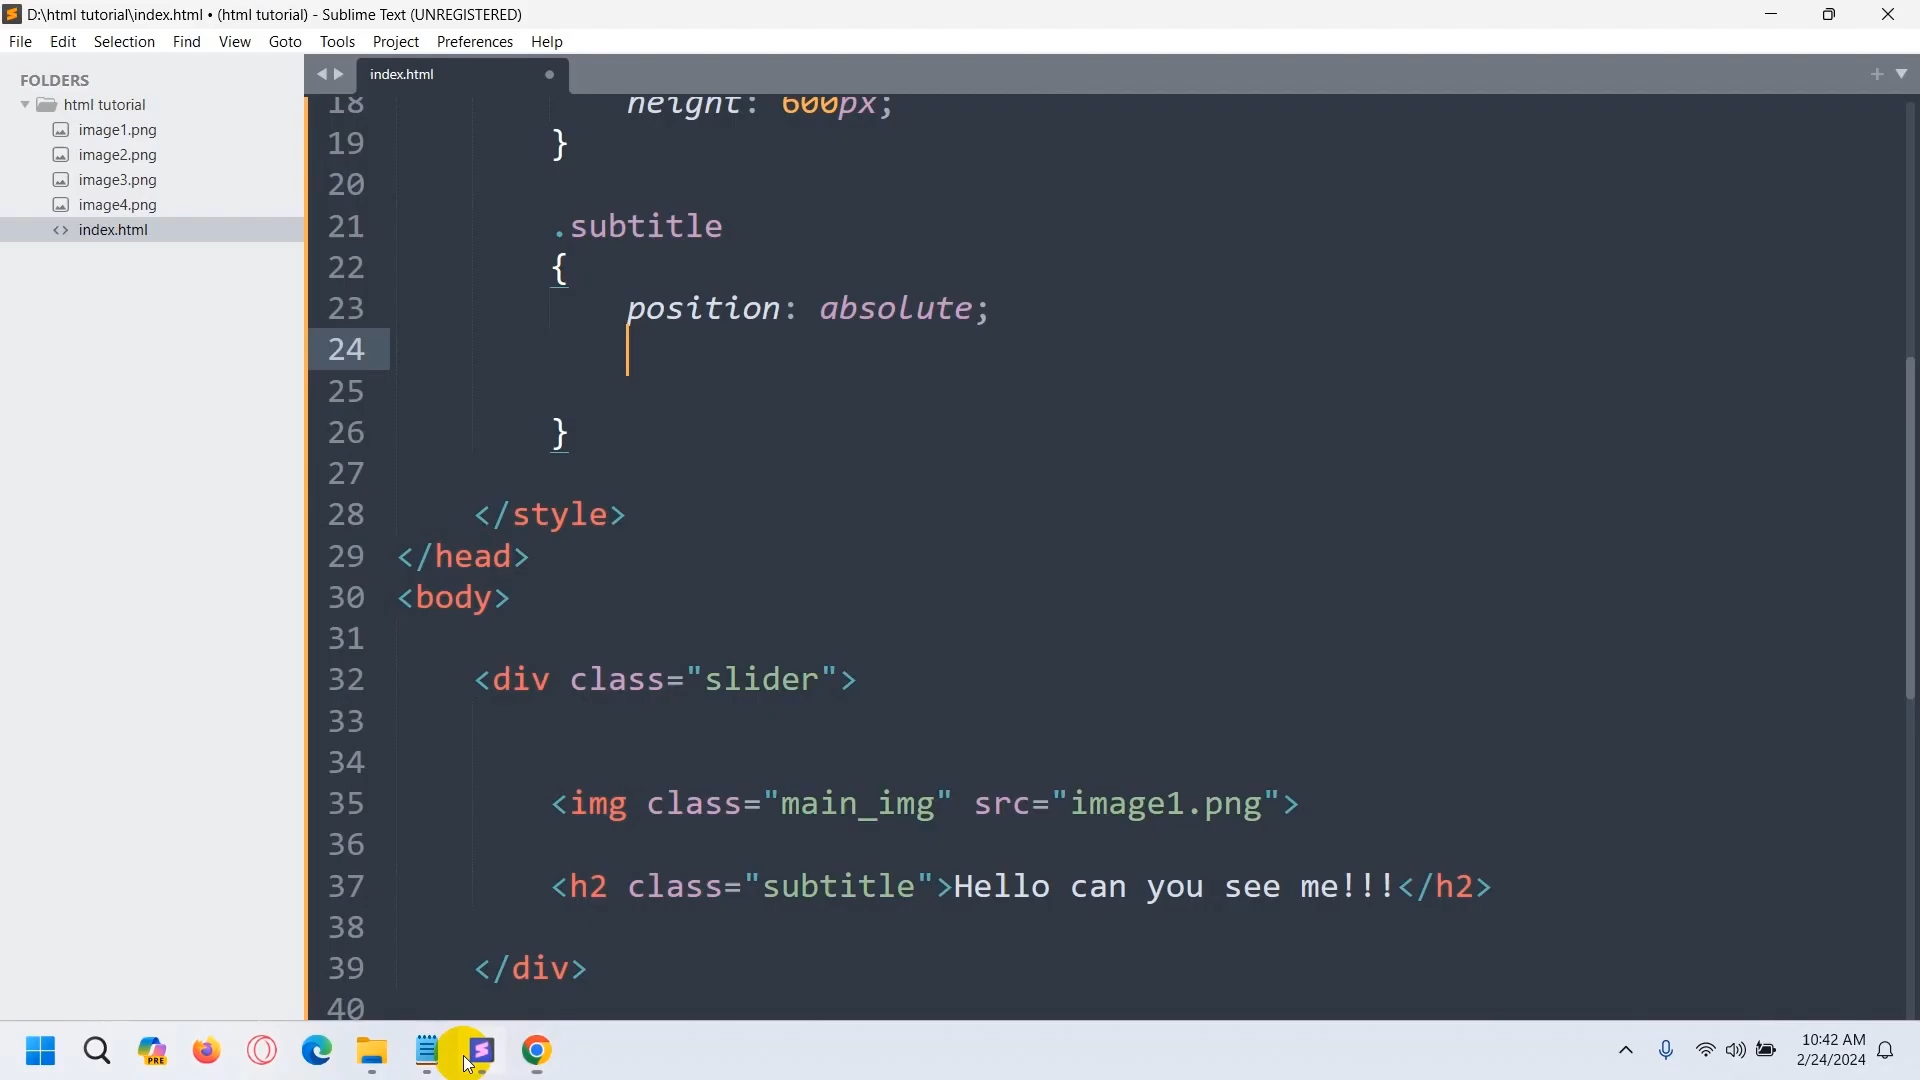 D:\html tutorial\index.html • (html tutorial) - Sublime Text (UNREGISTERED)
File Edit Selection Find View Goto Tools Project Preferences Help
FOLDERS
html tutorial
image1.png
image2.png
image3.png
image4.png
<> index.html
index.html
18 height: 600px;
19 }
20
21 .subtitle
22 {
23 position: absolute;
24
25
26 }
27
28 </style>
29 </head>
30 <body>
31
32 <div class="slider">
33
34
35 <img class="main_img" src="image1.png">
36
37 <h2 class="subtitle">Hello can you see me!!!</h2>
38
39 </div>
40
PRE
10:42 AM
2/24/2024